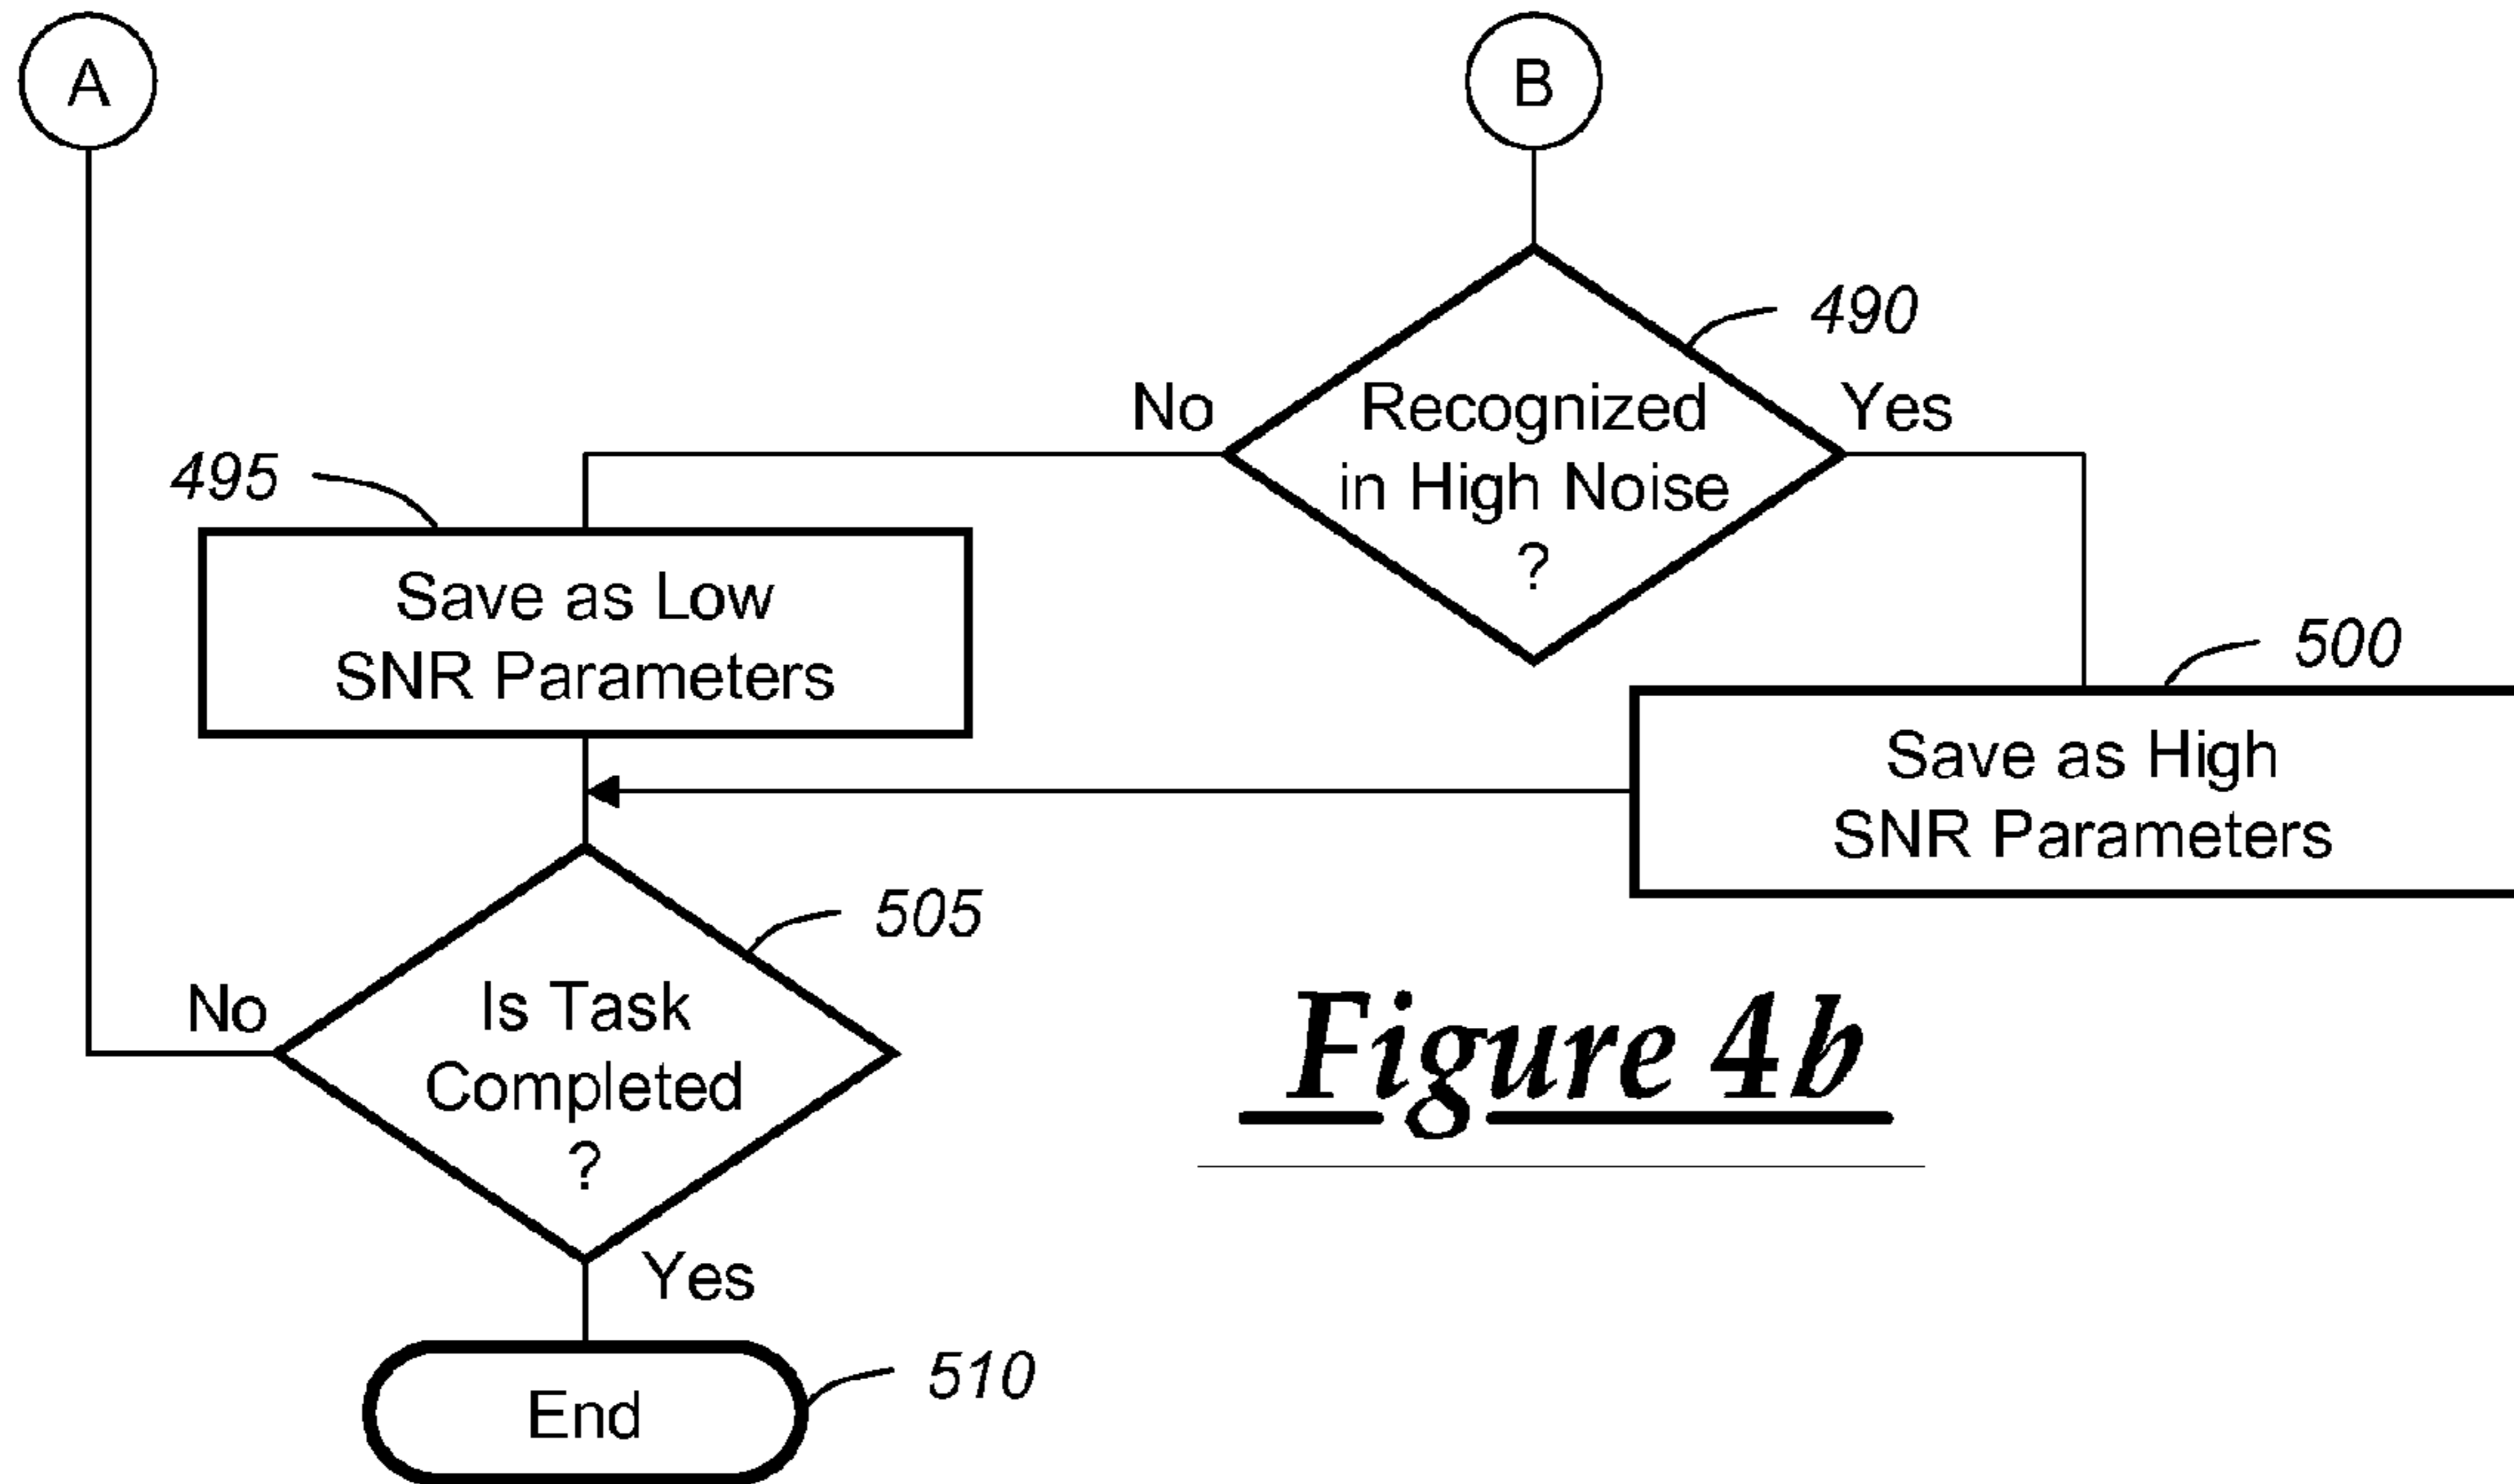 A
B
490
No
Recognized
in High Noise
?
Yes
495
Save as Low
SNR Parameters
500
Save as High
SNR Parameters
505
No
Is Task
Completed
?
Yes
Figure 4b
510
End